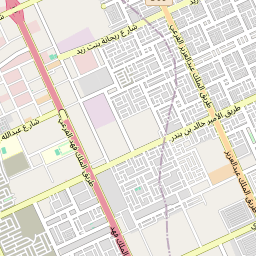 شارع ريحانة بنت زيد
طريق الملك عبدالعزيز الفرعي
طريق الأمير خالد بن بندر
شارع عبدالله
طريق الملك فهد الفرعي
طريق الملك عبدالعزيز
الملك فهد